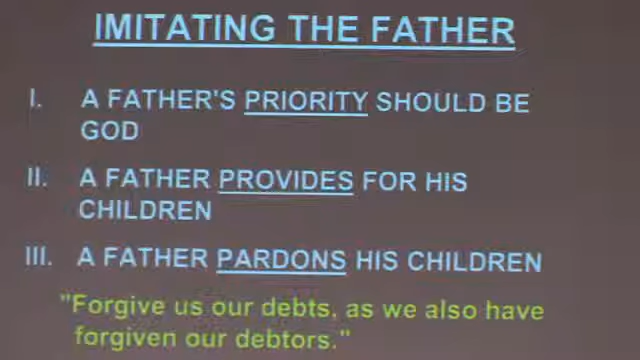 IMITATING THE FATHER
I. A FATHER'S PRIORITY SHOULD BE
GOD
II. A FATHER PROVIDES FOR HIS
CHILDREN
III. A FATHER PARDONS HIS CHILDREN
"Forgive us our debts, as we also have
forgiven our debtors."